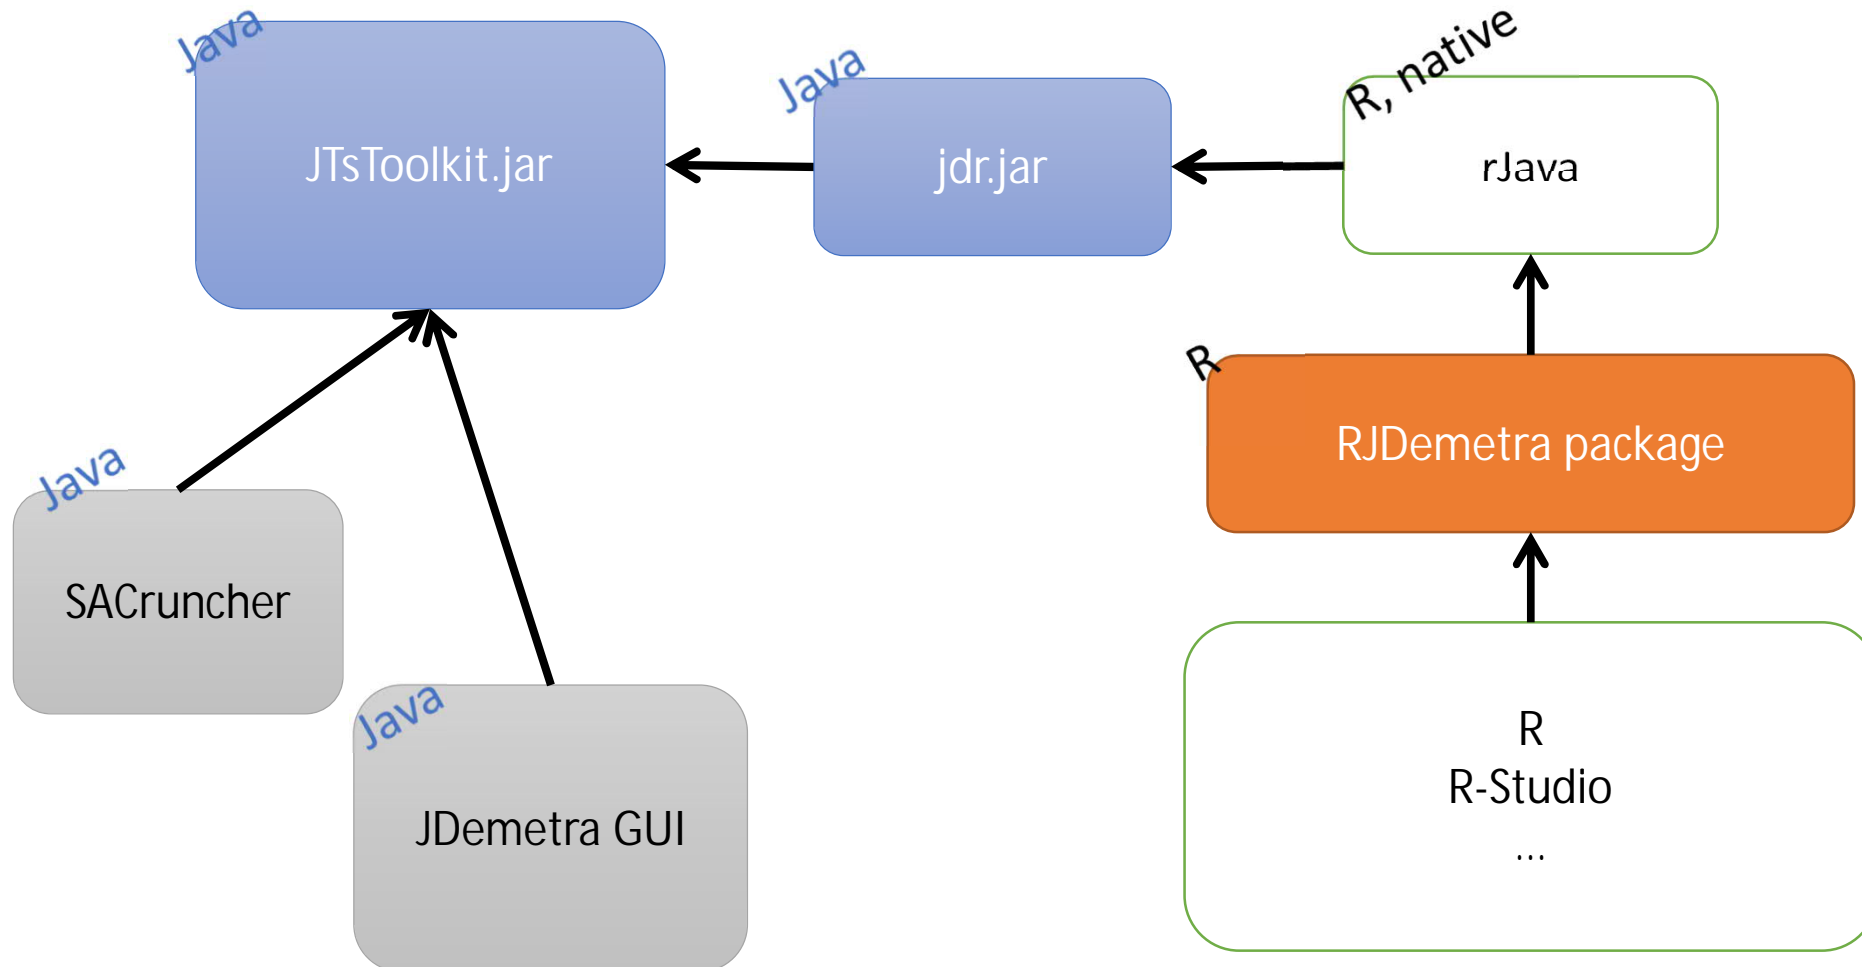 Java
JTsToolkit.jar
Java
jdr.jar
R, native
rJava
R
RJDemetra package
Java
SACruncher
Java
JDemetra GUI
R
R-Studio
...